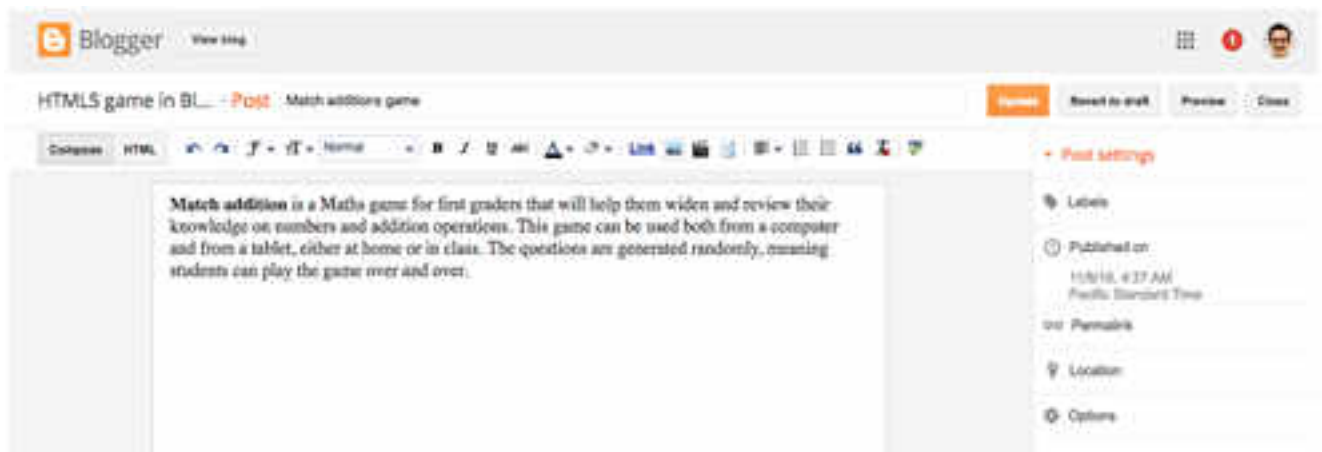 Blogger View blog
HTML5 game in Bl... · Post Match additions game
Update Revert to draft Preview Close
Compose HTML Normal Link
Post settings
Match addition is a Maths game for first graders that will help them widen and review their
knowledge on numbers and addition operations. This game can be used both from a computer
and from a tablet, either at home or in class. The questions are generated randomly, meaning
students can play the game over and over.
Labels
Published on
4:37 AM
Pacific Standard Time
Permalink
Location
Options